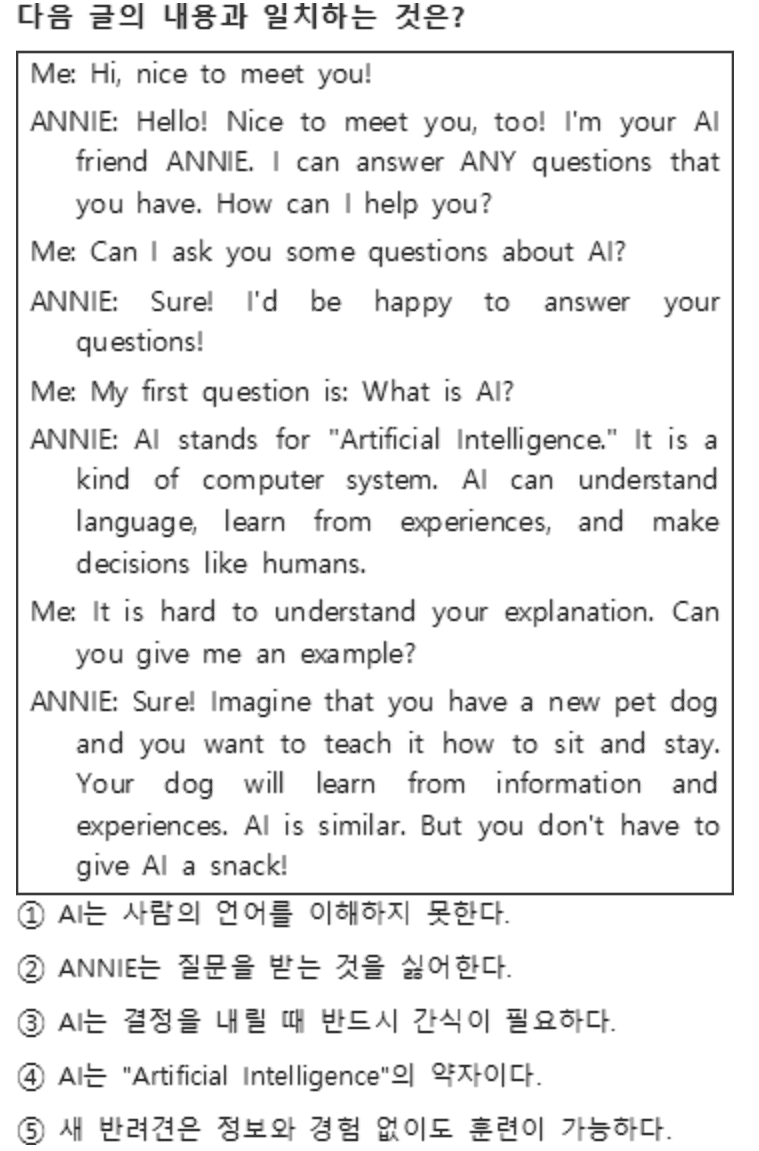 다음 글의 내용과 일치하는 것은?
Me: Hi, nice to meet you!
ANNIE: Hello! Nice to meet you, too! I'm your AI
friend ANNIE. I can answer ANY questions that
you have. How can I help you?
Me: Can I ask you some questions about AI?
ANNIE: Sure! I'd be happy to answer your
questions!
Me: My first question is: What is AI?
ANNIE: AI stands for "Artificial Intelligence." It is a
kind of computer system. AI can understand
language, learn from experiences, and make
decisions like humans.
Me: It is hard to understand your explanation. Can
you give me an example?
ANNIE: Sure! Imagine that you have a new pet dog
and you want to teach it how to sit and stay.
Your dog will learn from information and
experiences. AI is similar. But you don't have to
give AI a snack!
① AI는 사람의 언어를 이해하지 못한다.
② ANNIE는 질문을 받는 것을 싫어한다.
③ AI는 결정을 내릴 때 반드시 간식이 필요하다.
④ AI는 "Artificial Intelligence"의 약자이다.
⑤ 새 반려견은 정보와 경험 없이도 훈련이 가능하다.